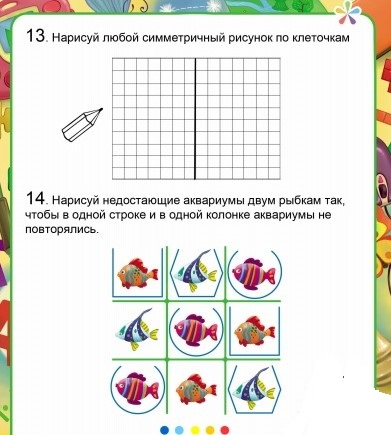 13. Нарисуй любой симметричный рисунок по клеточкам
14. Нарисуй недостающие аквариумы двум рыбкам так,
чтобы в одной строке и в одной колонке аквариумы не
повторялись.